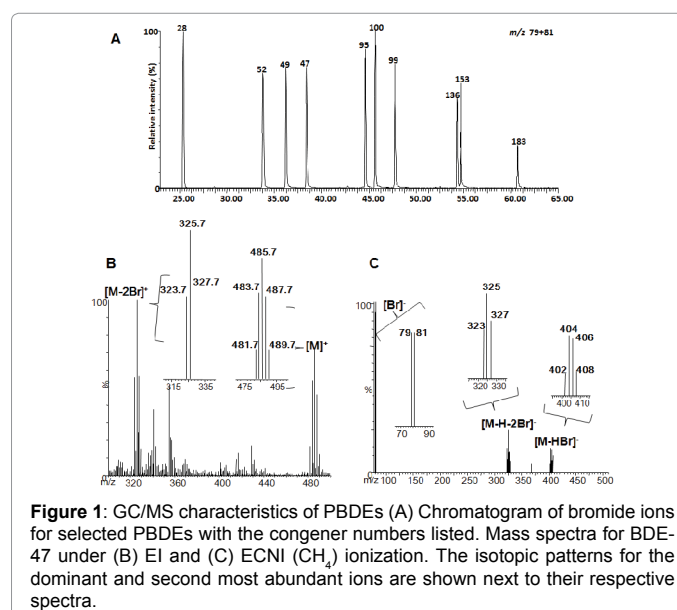 A
100
28
52
49
47
95
100
99
136
153
183
m/z 79+81
Relative intensity (%)
0
25.00 30.00 35.00 40.00 45.00 50.00 55.00 60.00 65.00
B
325.7
323.7
327.7
315 335
485.7
483.7
487.7
481.7
489.7
475 405
[M-2Br]+
[M]+
100
%
m/z 320 360 400 440 480
C
[Br]-
100
79 81
70 90
325
323
327
320 330
404
406
402
408
400 410
[M-H-2Br]-
[M-HBr]-
%
0
m/z 100 200 300 400 500
Figure 1: GC/MS characteristics of PBDEs (A) Chromatogram of bromide ions
for selected PBDEs with the congener numbers listed. Mass spectra for BDE-
47 under (B) EI and (C) ECNI (CH4) ionization. The isotopic patterns for the
dominant and second most abundant ions are shown next to their respective
spectra.